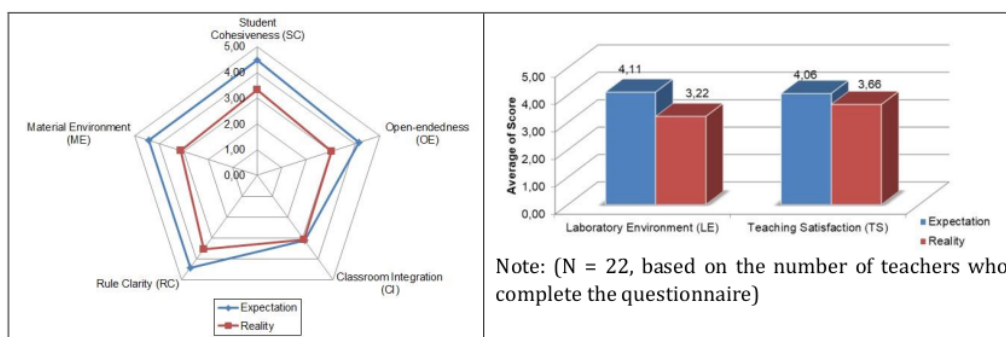 Student
Cohesiveness (SC)
5,00
4,00
3,00
2,00
1,00
0,00
Material Environment
(ME)
Open-endedness
(OE)
Rule Clarity (RC)
Classroom Integration
(CI)
Expectation
Reality
Average of Score
5,00
4,00
3,00
2,00
1,00
0,00
4,11
3,22
4,06
3,66
Laboratory Environment (LE)
Teaching Satisfaction (TS)
Expectation
Reality
Note: (N = 22, based on the number of teachers who
complete the questionnaire)